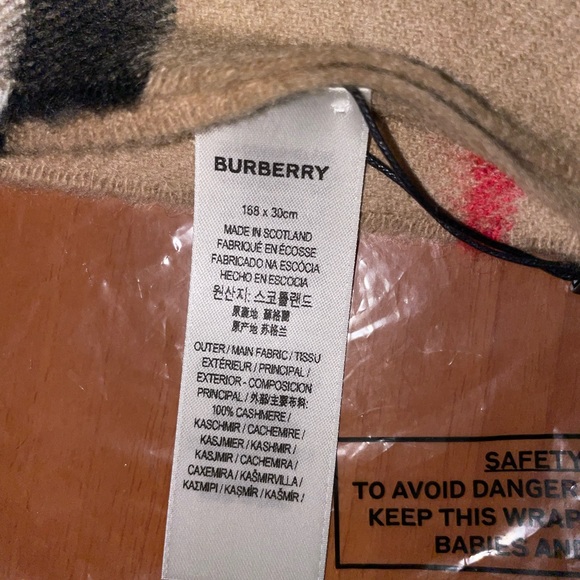 BURBERRY
168 x 30cm
MADE IN SCOTLAND
FABRIQUÉ EN ÉCOSSE
FABRICADO NA ESCÓCIA
HECHO EN ESCOCIA
원산지: 스코틀랜드
原產地 蘇格蘭
原产地 苏格兰
OUTER / MAIN FABRIC / TISSU
EXTÉRIEUR / PRINCIPAL /
EXTERIOR - COMPOSICION
PRINCIPAL / 外部/主要布料:
100% CASHMERE /
KASCHMIR / CACHEMIRE /
KASJMIER / KASHMIR /
KASJMIR / CACHEMIRA /
CAXEMIRA / KAŠMIRVILLA /
ΚΑΣΜΙΡΙ / KAŞMİR / KAŠMÍR /
SAFETY
TO AVOID DANGER
KEEP THIS WRAP
BABIES AND